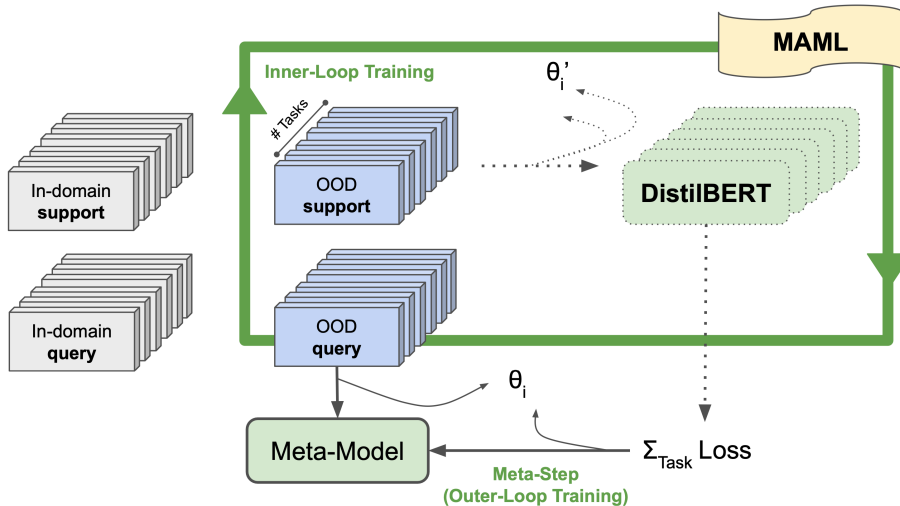 MAML
Inner-Loop Training
θi’
# Tasks
In-domain
support
OOD
support
DistilBERT
In-domain
query
OOD
query
θi
Meta-Model
ΣTask Loss
Meta-Step
(Outer-Loop Training)